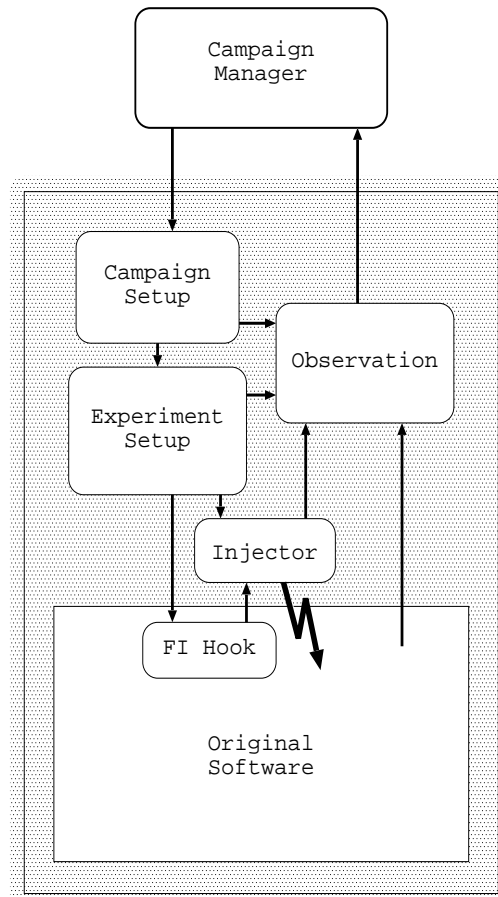 Campaign
Manager
Campaign
Setup
Observation
Experiment
Setup
Injector
FI Hook
Original
Software